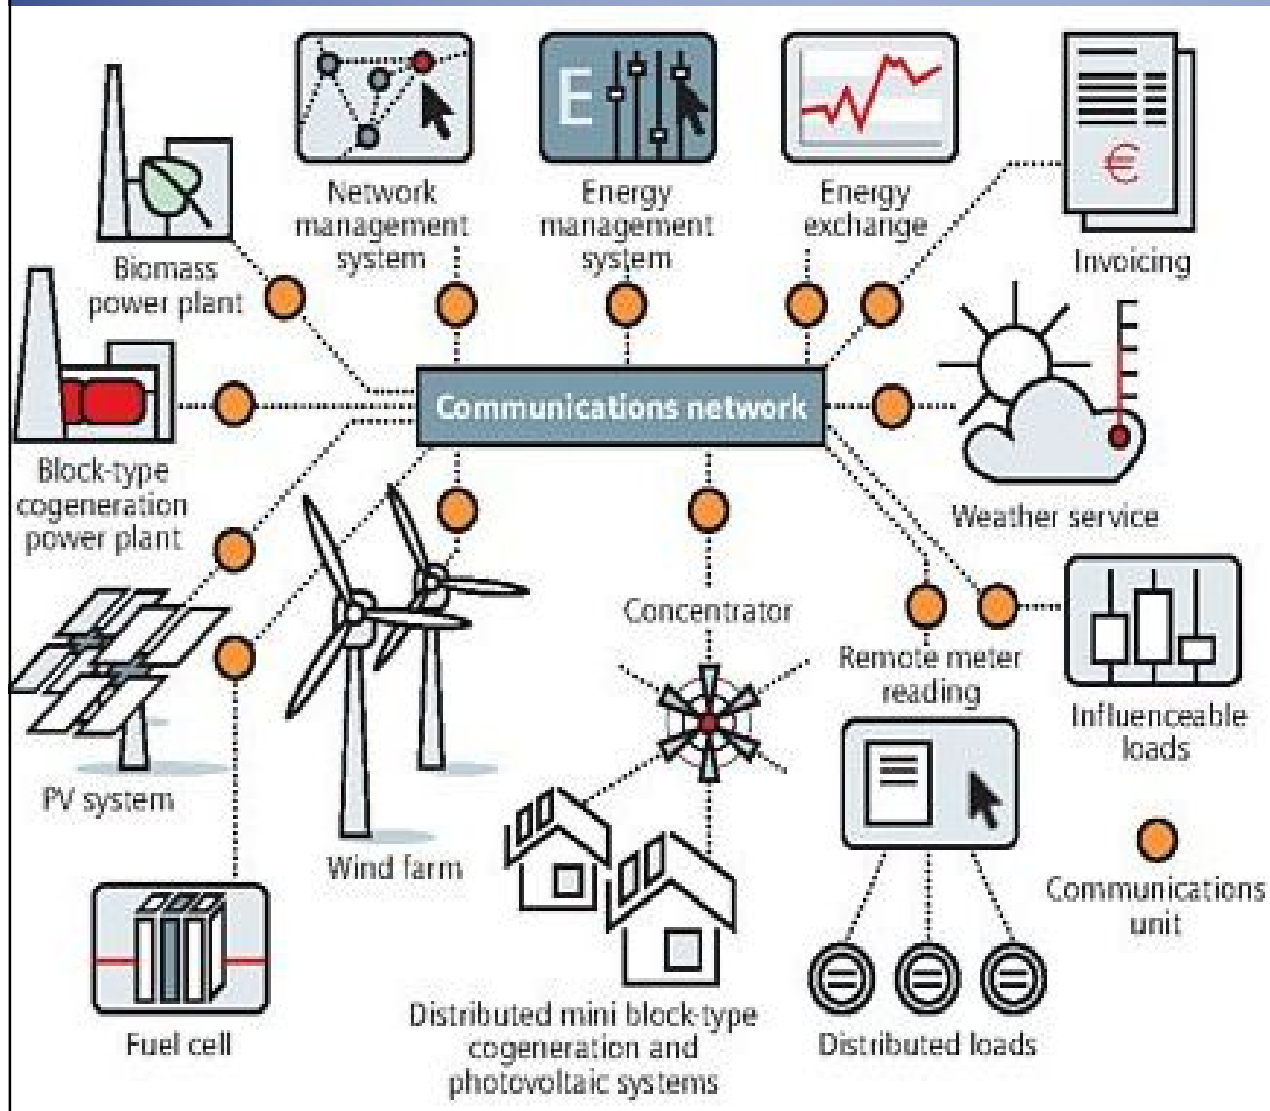 E
€
Network
management
system
Energy
management
system
Energy
exchange
Invoicing
Biomass
power plant
Communications network
Block-type
cogeneration
power plant
Weather service
Concentrator
Remote meter
reading
Influenceable
loads
PV system
Wind farm
Communications
unit
Fuel cell
Distributed mini block-type
cogeneration and
photovoltaic systems
Distributed loads